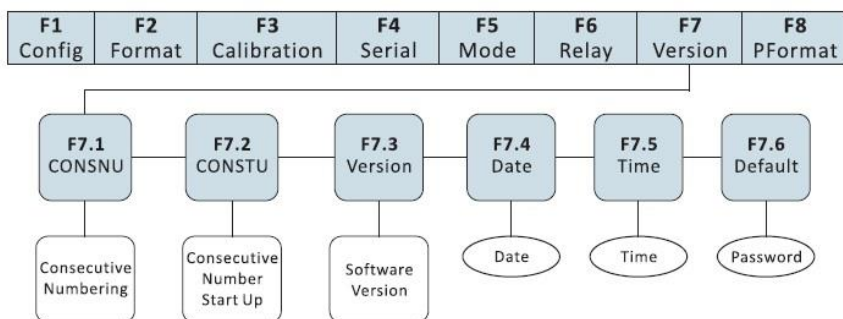 F1 F2 F3 F4 F5 F6 F7 F8
Config Format Calibration Serial Mode Relay Version PFormat
F7.1 F7.2 F7.3 F7.4 F7.5 F7.6
CONSNU CONSTU Version Date Time Default
Consecutive
Numbering
Consecutive
Number
Start Up
Software
Version
Date
Time
Password